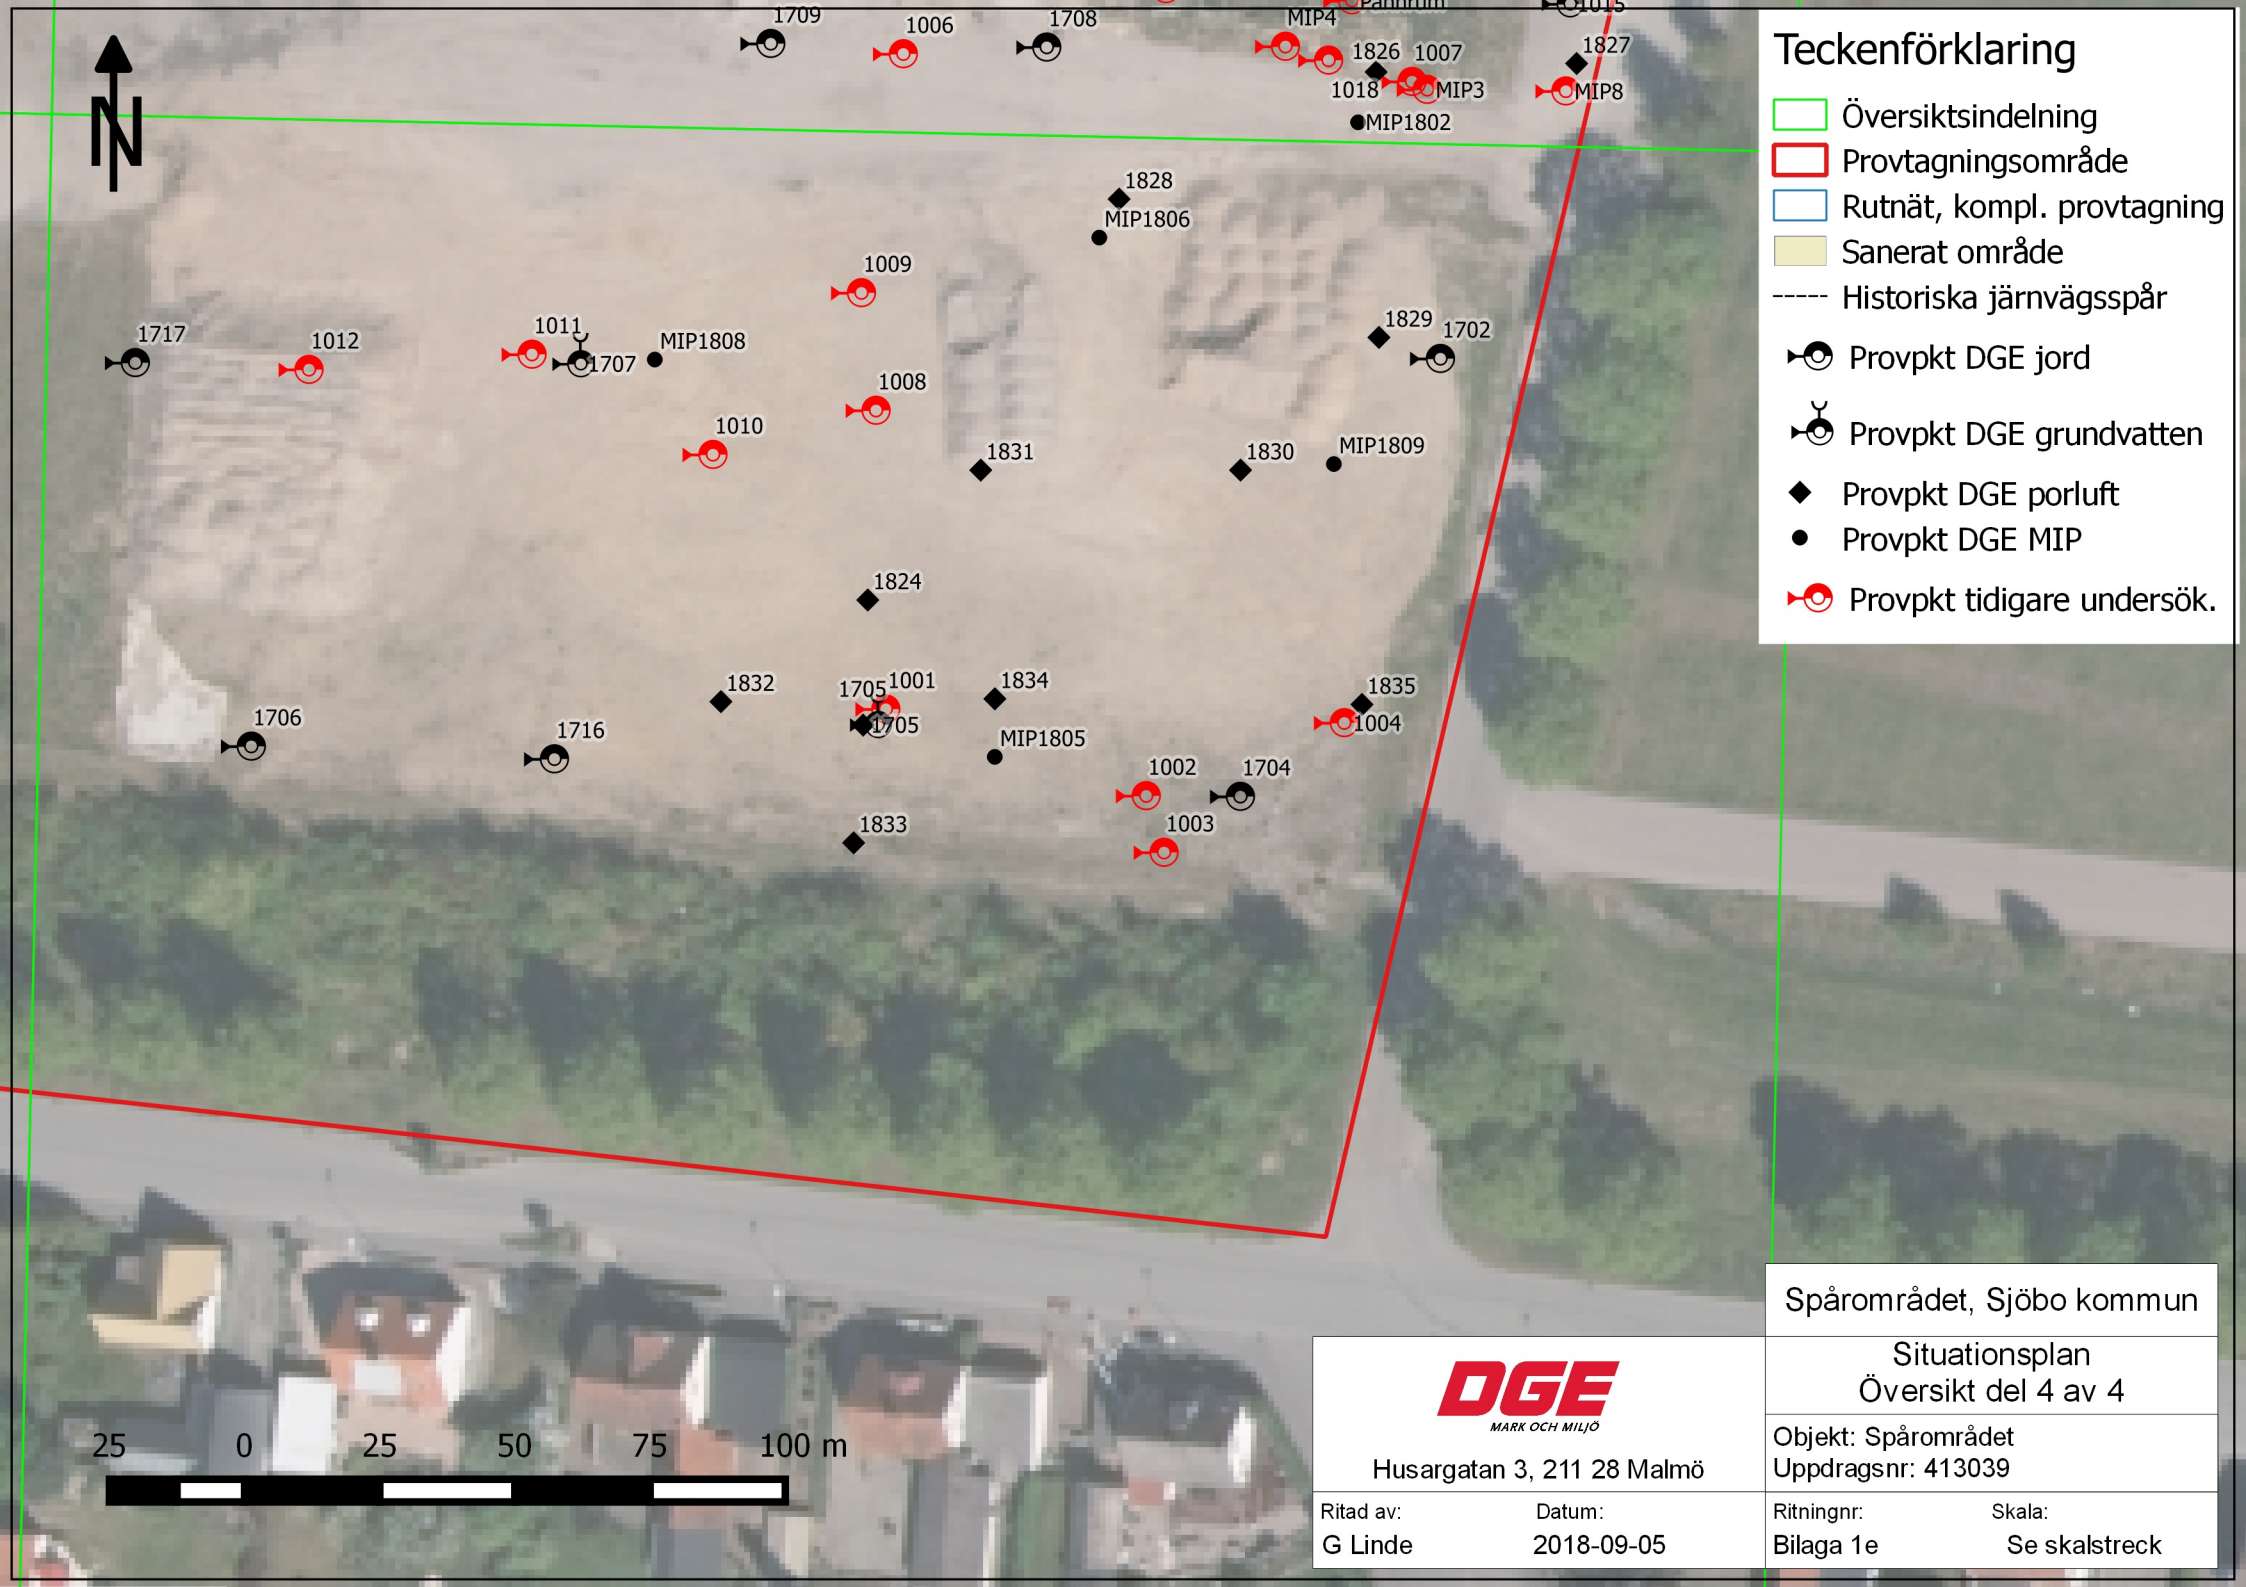 1709
1006
1708
MIP4
Pannrum
1015
1826
1007
1827
1018
MIP3
MIP8
MIP1802
N
1828
MIP1806
1009
1717
1012
1011
1707
MIP1808
1829
1702
1008
1010
1831
1830
MIP1809
1824
1832
1705
1001
1705
1834
1835
1004
1706
1716
MIP1805
1002
1704
1833
1003
Teckenförklaring
Översiktsindelning
Provtagningsområde
Rutnät, kompl. provtagning
Sanerat område
Historiska järnvägsspår
Provpkt DGE jord
Provpkt DGE grundvatten
Provpkt DGE porluft
Provpkt DGE MIP
Provpkt tidigare undersök.
25 0 25 50 75 100 m
DGE
MARK OCH MILJÖ
Husargatan 3, 211 28 Malmö
Ritad av: Datum:
G Linde 2018-09-05
Spårområdet, Sjöbo kommun
Situationsplan
Översikt del 4 av 4
Objekt: Spårområdet
Uppdragsnr: 413039
Ritningnr: Skala:
Bilaga 1e Se skalstreck